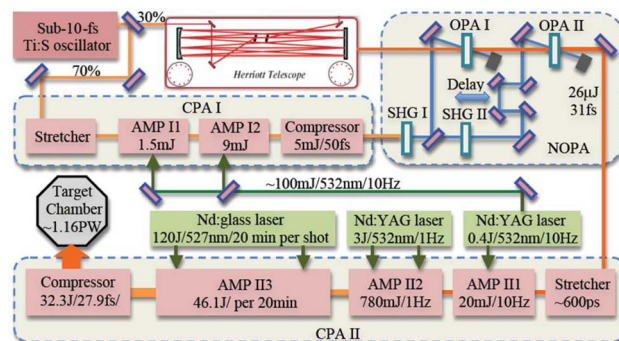 Sub-10-fs
Ti:S oscillator
30%
70%
Herriott Telescope
OPA I
OPA II
Delay
26μJ
31fs
SHG I
SHG II
NOPA
CPA I
Stretcher
AMP I1
1.5mJ
AMP I2
9mJ
Compressor
5mJ/50fs
~100mJ/532nm/10Hz
Target
Chamber
~1.16PW
Nd:glass laser
120J/527nm/20 min per shot
Nd:YAG laser
3J/532nm/1Hz
Nd:YAG laser
0.4J/532nm/10Hz
Compressor
32.3J/27.9fs/
AMP II3
46.1J/ per 20min
AMP II2
780mJ/1Hz
AMP II1
20mJ/10Hz
Stretcher
~600ps
CPA II